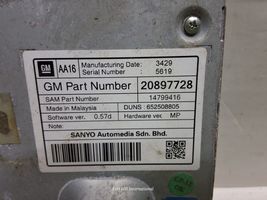 GM AA16 Manufacturing Date: 3429
Serial Number : 5619
GM Part Number 20897728
SAM Part Number 14799416
Made in Malaysia DUNS : 652508805
Software ver. 0.57d Hardware ver. MP
NOTE:
SANYO Automedia Sdn. Bhd.